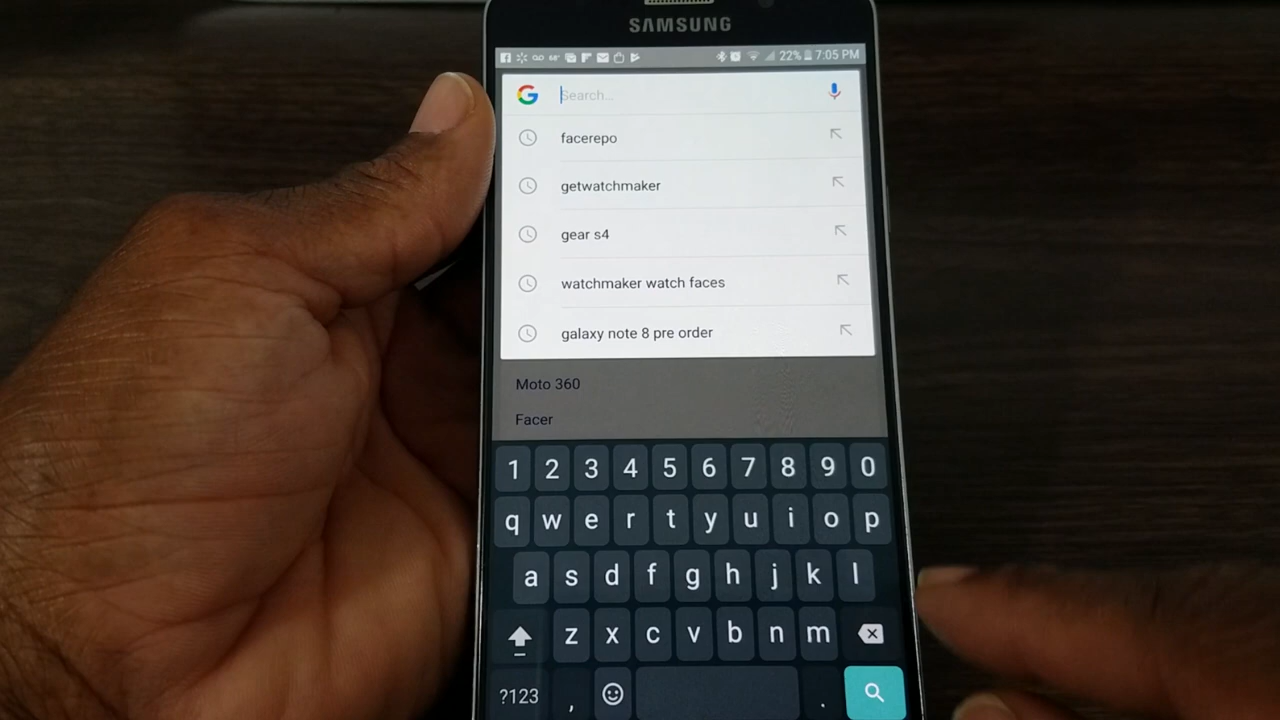 SAMSUNG
68° 22% 7:05 PM
Search...
facerepo
getwatchmaker
gear s4
watchmaker watch faces
galaxy note 8 pre order
Moto 360
Facer
1 2 3 4 5 6 7 8 9 0
q w e r t y u i o p
a s d f g h j k l
z x c v b n m
?123 , .